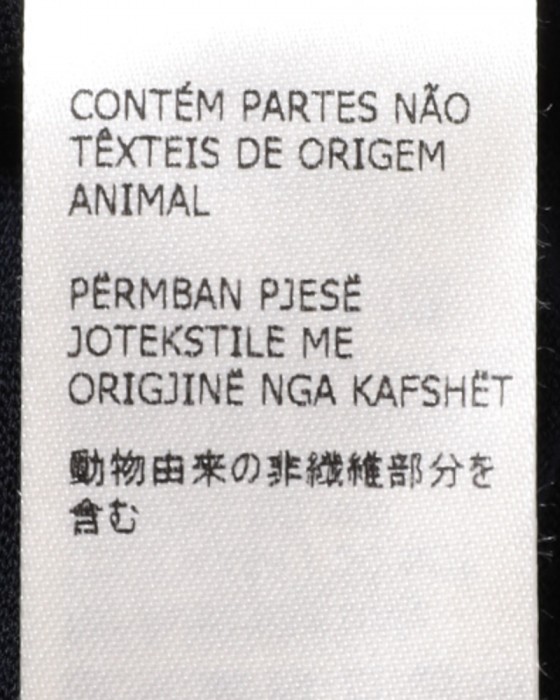 CONTÉM PARTES NÃO
TÊXTEIS DE ORIGEM
ANIMAL
PËRMBAN PJESË
JOTEKSTILE ME
ORIGJINË NGA KAFSHËT
動物由来の非繊維部分を
含む